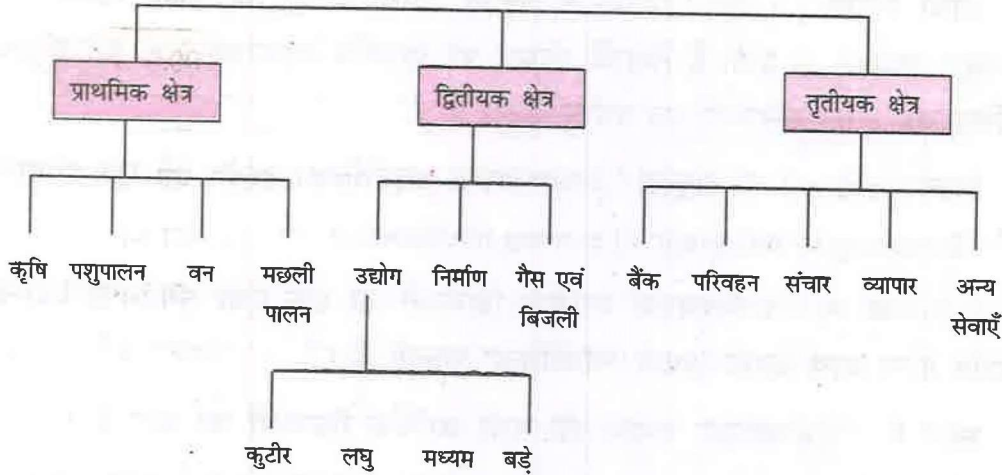 प्राथमिक क्षेत्र
द्वितीयक क्षेत्र
तृतीयक क्षेत्र
कृषि पशुपालन वन मछली पालन
उद्योग निर्माण गैस एवं बिजली
बैंक परिवहन संचार व्यापार अन्य सेवाएँ
कुटीर लघु मध्यम बड़े